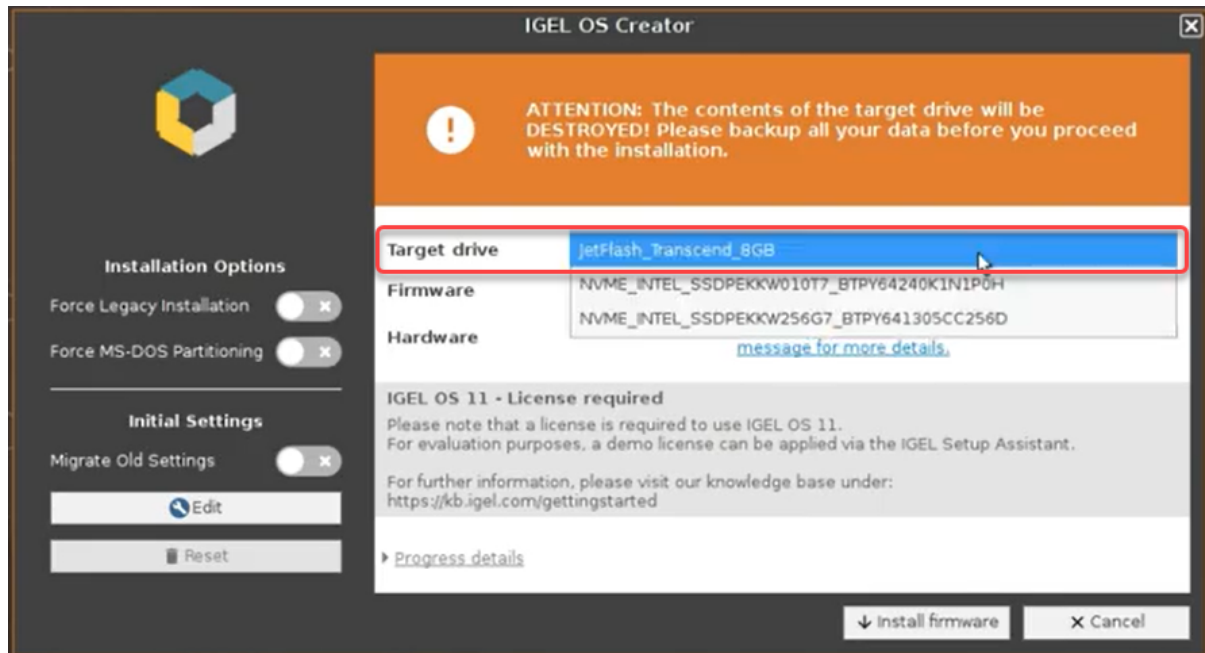 IGEL OS Creator
ATTENTION: The contents of the target drive will be
DESTROYED! Please backup all your data before you proceed
with the installation.
Installation Options
Force Legacy Installation
Force MS-DOS Partitioning
Initial Settings
Migrate Old Settings
Edit
Reset
Target drive
JetFlash_Transcend_8GB
NVME_INTEL_SSDPEKKW010T7_BTPY64240K1N1P0H
NVME_INTEL_SSDPEKKW256G7_BTPY641305CC256D
Firmware
Hardware
message for more details.
IGEL OS 11 - License required
Please note that a license is required to use IGEL OS 11.
For evaluation purposes, a demo license can be applied via the IGEL Setup Assistant.
For further information, please visit our knowledge base under:
https://kb.igel.com/gettingstarted
Progress details
Install firmware
Cancel